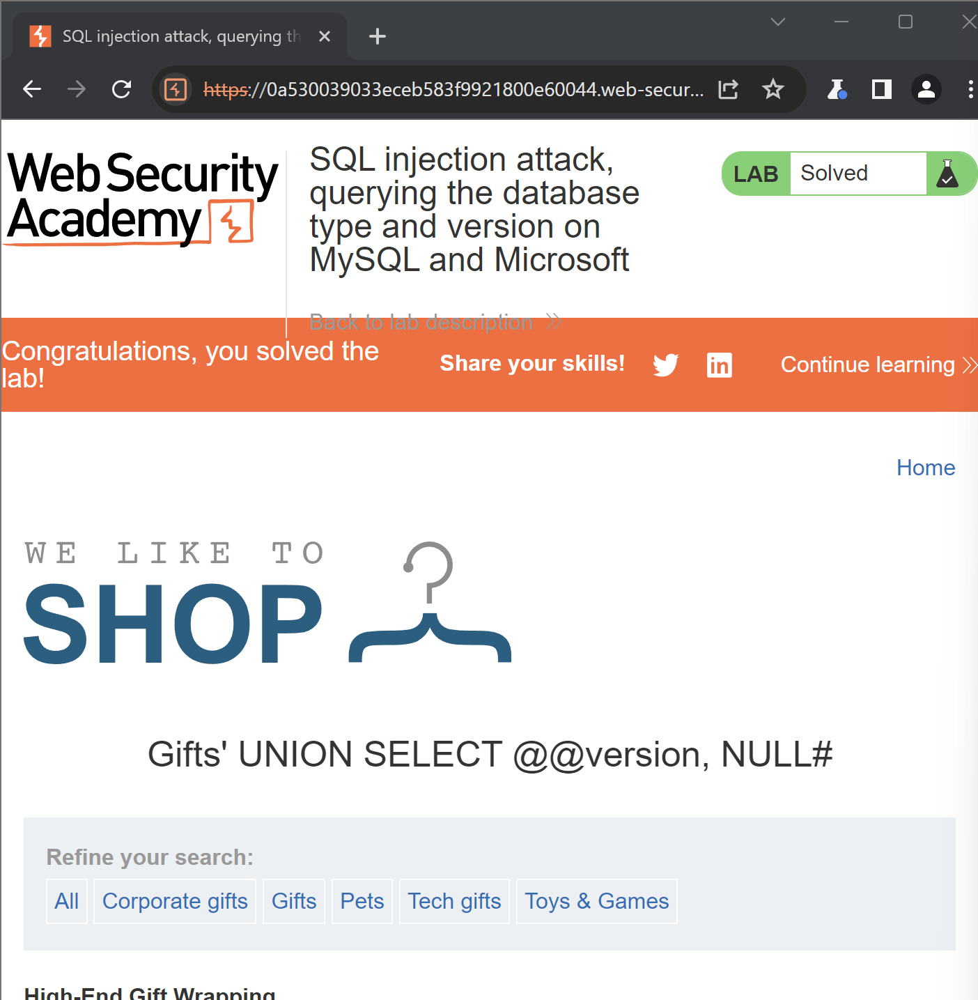 SQL injection attack, querying th
https://0a530039033eceb583f9921800e60044.web-secur...
Web Security
Academy
SQL injection attack,
querying the database
type and version on
MySQL and Microsoft
LAB
Solved
Back to lab description
Congratulations, you solved the
lab!
Share your skills!
in
Continue learning
Home
WE LIKE TO
SHOP
Gifts' UNION SELECT @@version, NULL#
Refine your search:
All
Corporate gifts
Gifts
Pets
Tech gifts
Toys & Games
High-End Gift Wrapping